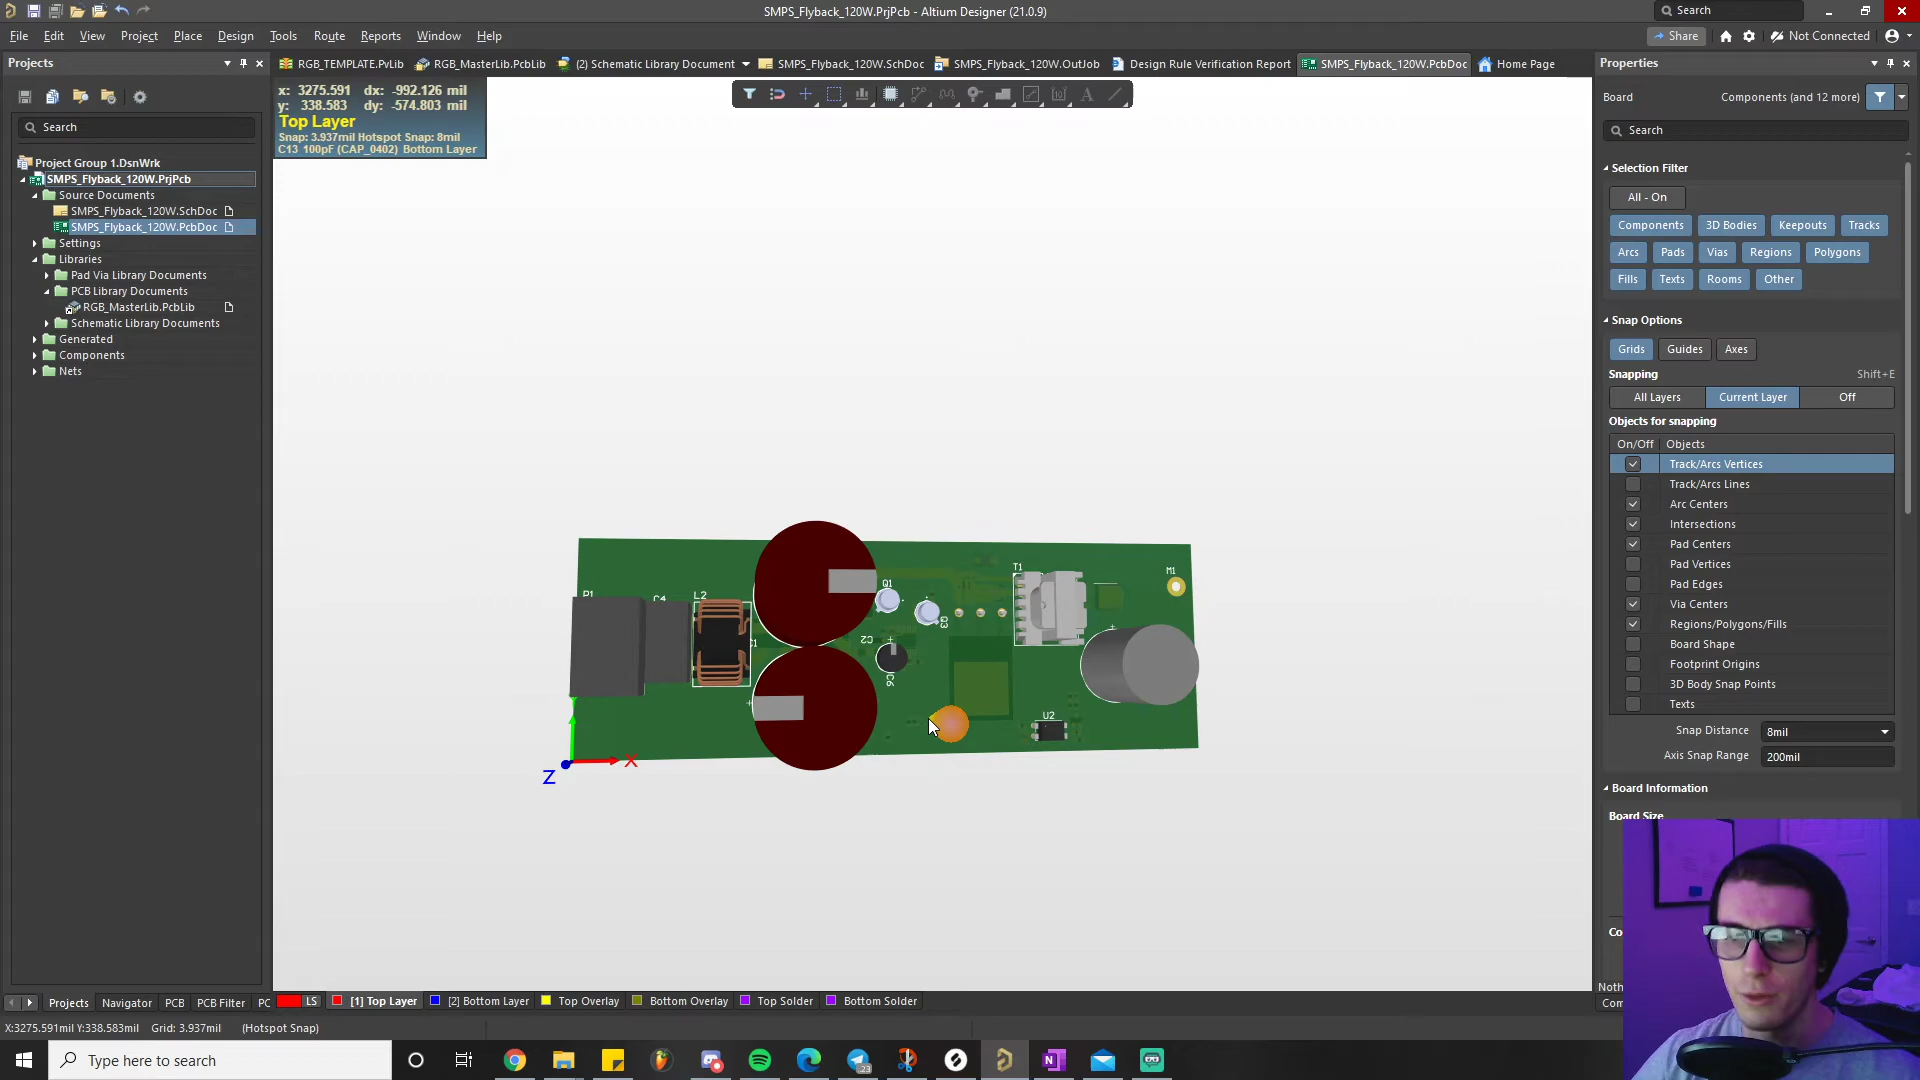 SMPS_Flyback_120W.PrjPcb - Altium Designer (21.0.9)
Search
File Edit View Project Place Design Tools Route Reports Window Help
Share
Not Connected
Projects
RGB_TEMPLATE.PvLib
RGB_MasterLib.PcbLib
(2) Schematic Library Document
SMPS_Flyback_120W.SchDoc
SMPS_Flyback_120W.OutJob
Design Rule Verification Report
SMPS_Flyback_120W.PcbDoc
Home Page
Properties
x: 3275.591 dx: -992.126 mil
y: 338.583 dy: -574.803 mil
Top Layer
Snap: 3.937mil Hotspot Snap: 8mil
C13 100pF (CAP_0402) Bottom Layer
Board
Components (and 12 more)
Search
Search
Project Group 1.DsnWrk
SMPS_Flyback_120W.PrjPcb
Source Documents
SMPS_Flyback_120W.SchDoc
SMPS_Flyback_120W.PcbDoc
Settings
Libraries
Pad Via Library Documents
PCB Library Documents
RGB_MasterLib.PcbLib
Schematic Library Documents
Generated
Components
Nets
Selection Filter
All - On
Components 3D Bodies Keepouts Tracks
Arcs Pads Vias Regions Polygons
Fills Texts Rooms Other
Snap Options
Grids Guides Axes
Snapping Shift+E
All Layers Current Layer Off
Objects for snapping
On/Off Objects
Track/Arcs Vertices
Track/Arcs Lines
Arc Centers
Intersections
Pad Centers
Pad Vertices
Pad Edges
Via Centers
Regions/Polygons/Fills
Board Shape
Footprint Origins
3D Body Snap Points
Texts
Snap Distance 8mil
Axis Snap Range 200mil
Board Information
Board Size
P1
C4
L2
Q1
Q3
C2
IC6
T1
M1
U2
X
Z
Projects Navigator PCB PCB Filter PC
LS
[1] Top Layer
[2] Bottom Layer
Top Overlay
Bottom Overlay
Top Solder
Bottom Solder
Co
Noth
Com
X:3275.591mil Y:338.583mil Grid: 3.937mil (Hotspot Snap)
Type here to search
23